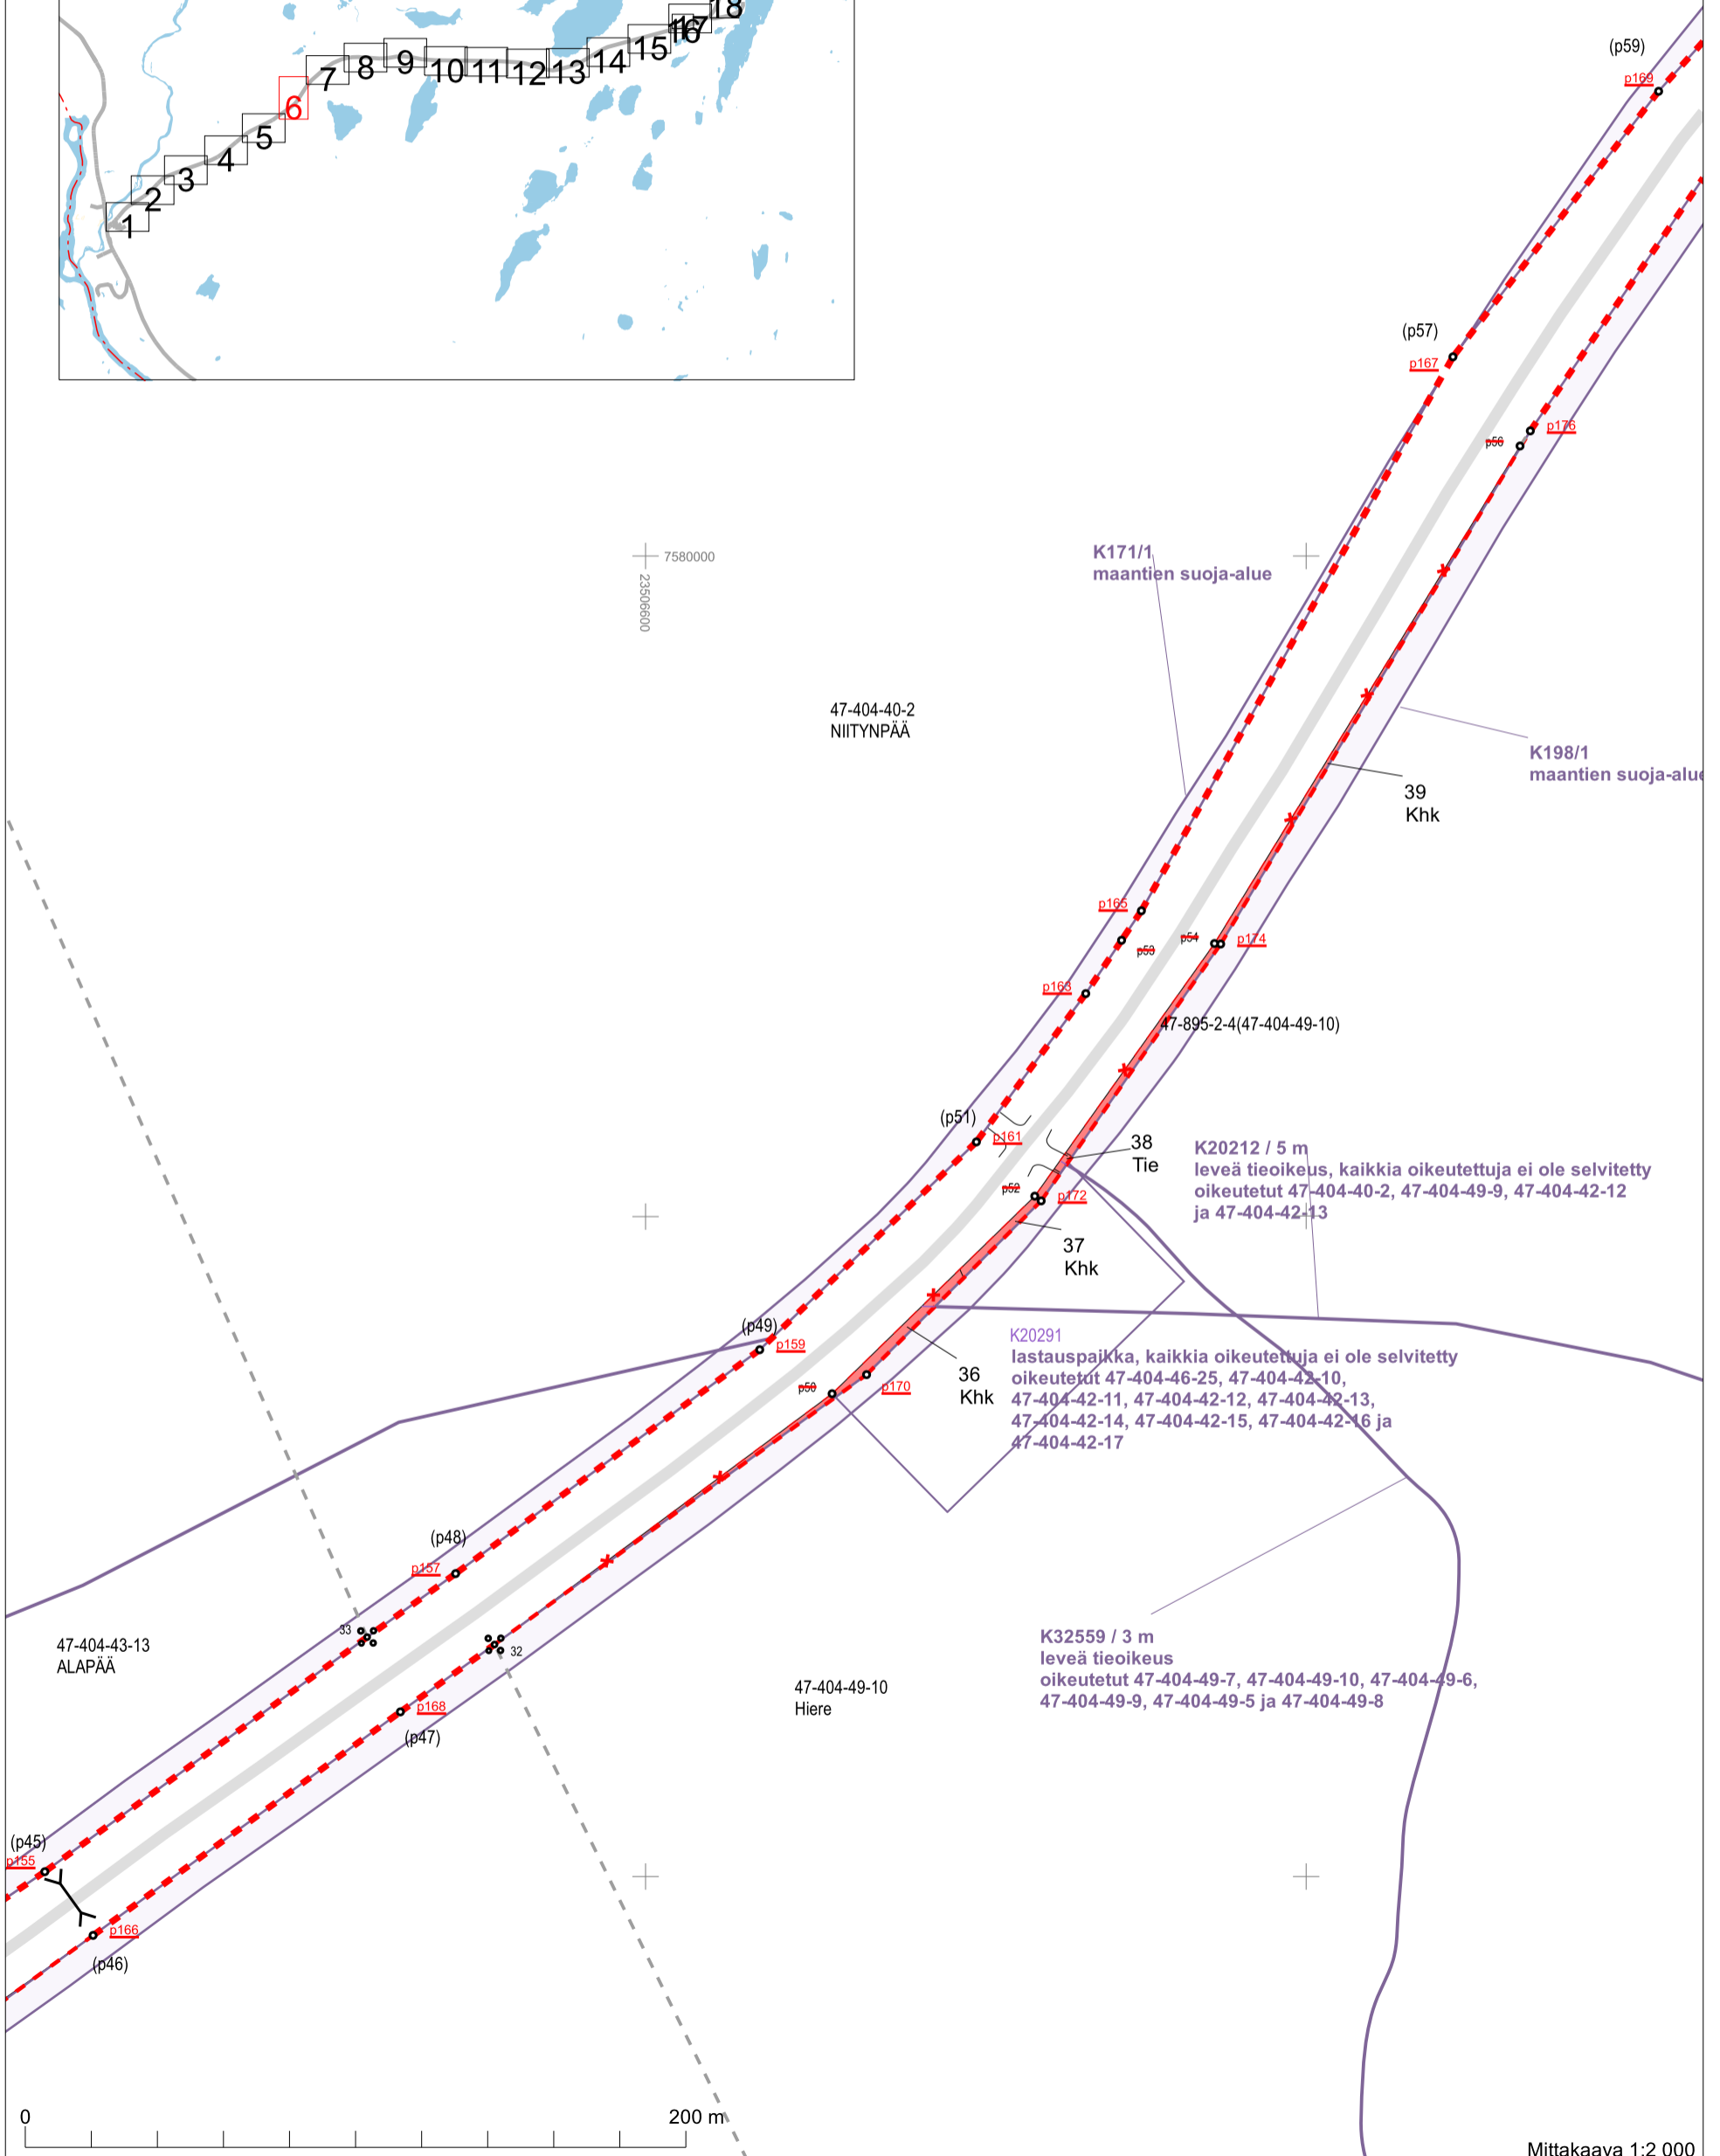 18
17
16
15
14
13
12
11
10
9
8
7
6
5
4
3
2
1
(p59)
p169
(p57)
p167
p56
p176
7580000
23506600
K171/1
maantien suoja-alue
47-404-40-2
NIITYNPÄÄ
K198/1
maantien suoja-alue
39
Khk
p165
p53
p54
p174
p163
47-895-2-4(47-404-49-10)
(p51)
p161
38
Tie
p52
p172
K20212 / 5 m
leveä tieoikeus, kaikkia oikeutettuja ei ole selvitetty
oikeutetut 47-404-40-2, 47-404-49-9, 47-404-42-12
ja 47-404-42-13
37
Khk
(p49)
p159
K20291
lastauspaikka, kaikkia oikeutettuja ei ole selvitetty
oikeutetut 47-404-46-25, 47-404-42-10,
47-404-42-11, 47-404-42-12, 47-404-42-13,
47-404-42-14, 47-404-42-15, 47-404-42-16 ja
47-404-42-17
36
Khk
p50
p170
(p48)
p157
33
32
47-404-43-13
ALAPÄÄ
K32559 / 3 m
leveä tieoikeus
oikeutetut 47-404-49-7, 47-404-49-10, 47-404-49-6,
47-404-49-9, 47-404-49-5 ja 47-404-49-8
47-404-49-10
Hiere
p168
(p47)
(p45)
p155
p166
(p46)
0
200 m
Mittakaava 1:2 000